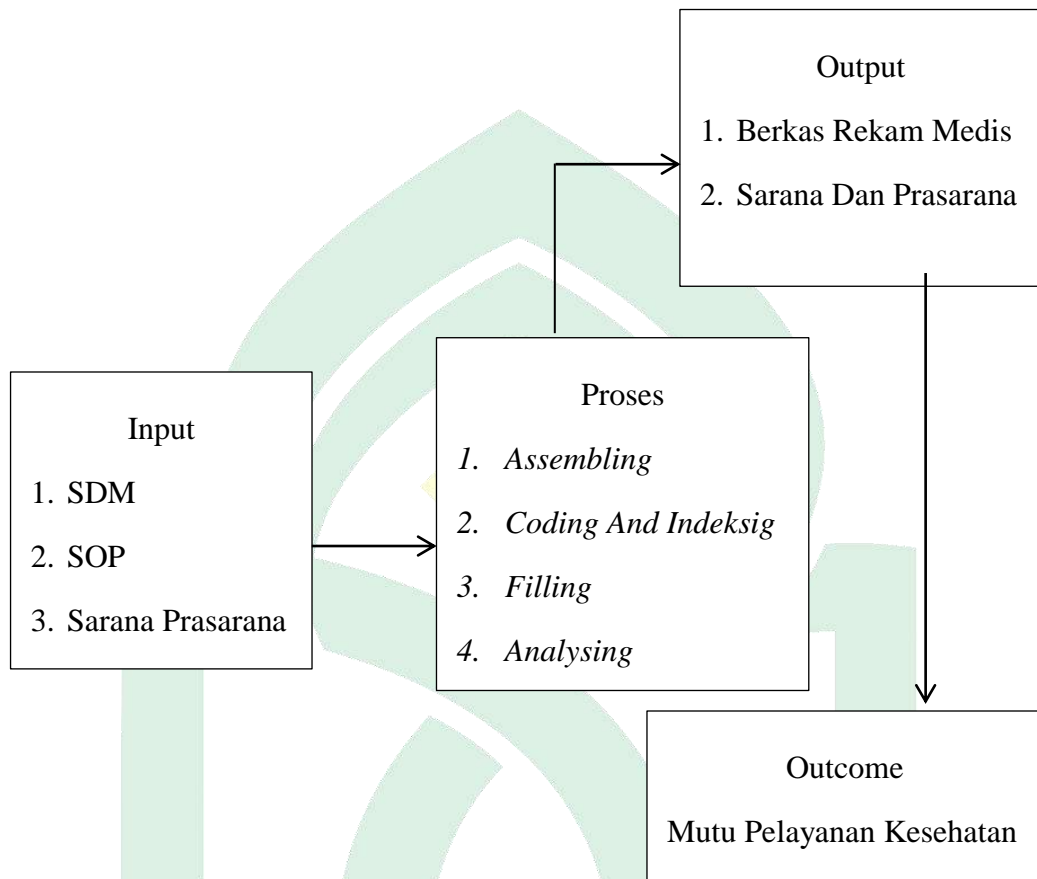 Input
1. SDM
2. SOP
3. Sarana Prasarana
Proses
1. Assembling
2. Coding And Indeksig
3. Filling
4. Analysing
Output
1. Berkas Rekam Medis
2. Sarana Dan Prasarana
Outcome
Mutu Pelayanan Kesehatan